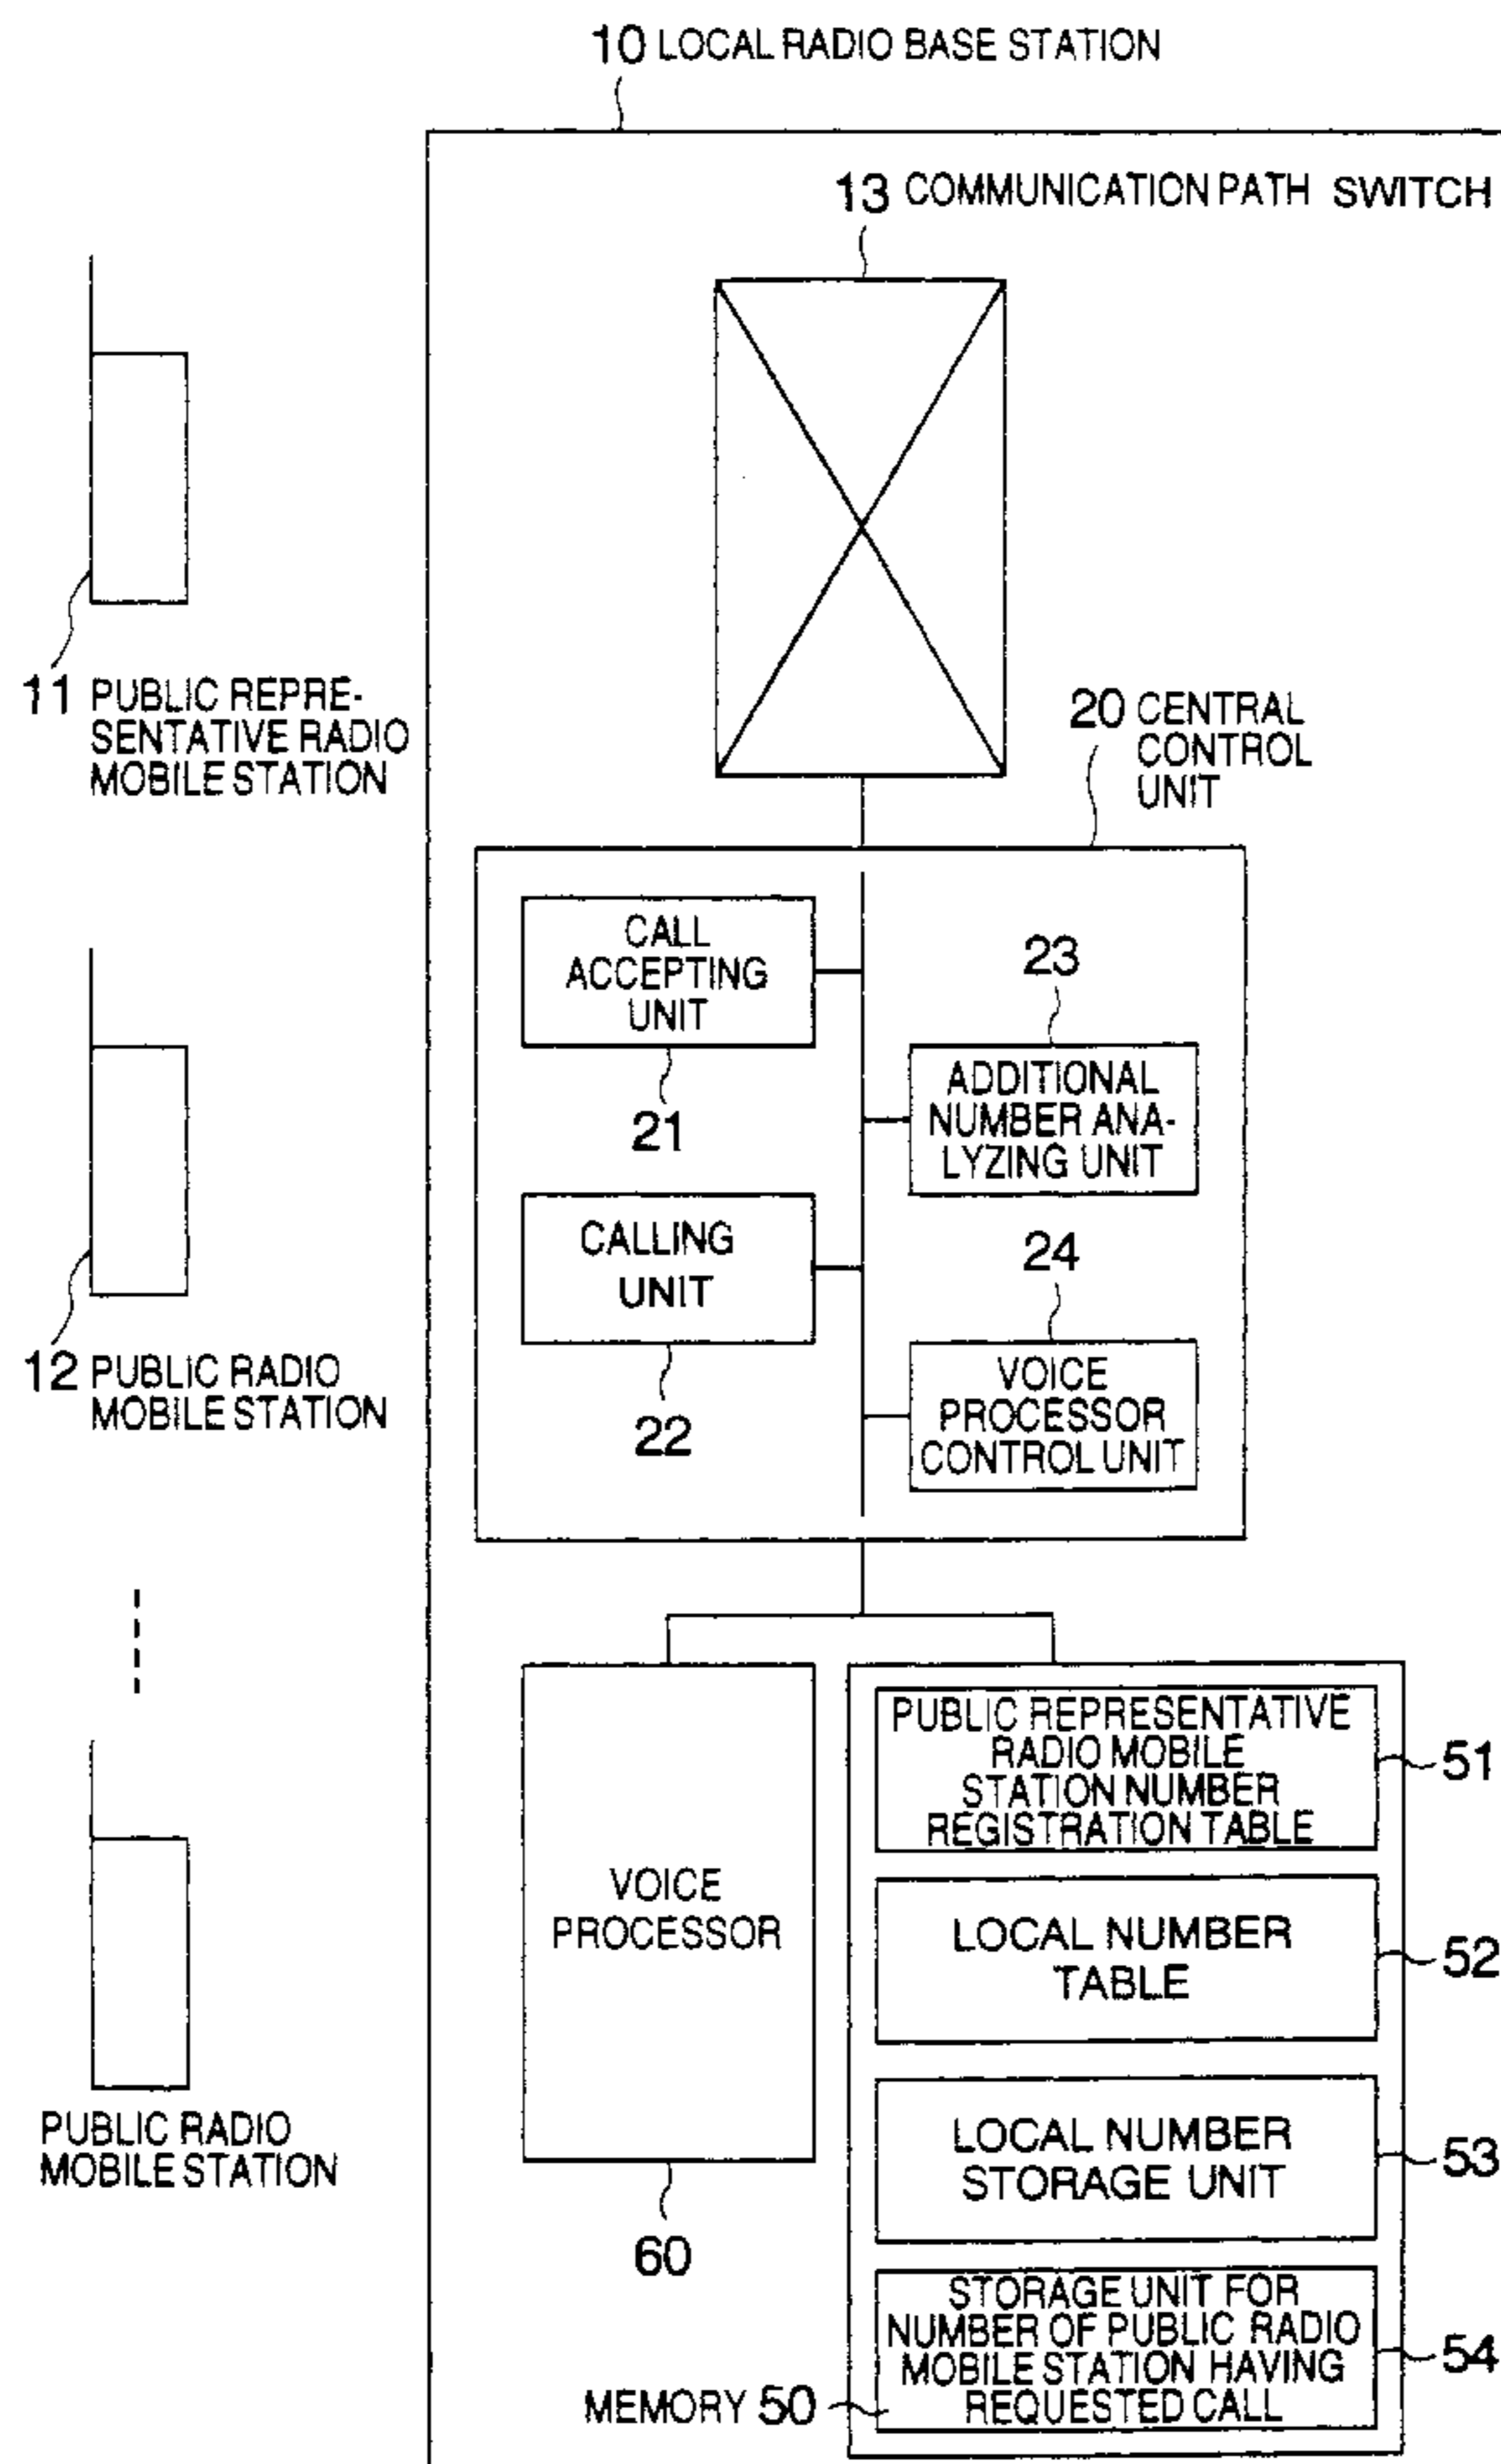 10 LOCAL RADIO BASE STATION
13 COMMUNICATION PATH SWITCH
11 PUBLIC REPRE-
SENTATIVE RADIO
MOBILE STATION
20 CENTRAL
CONTROL
UNIT
CALL
ACCEPTING
UNIT
21
23
ADDITIONAL
NUMBER ANA-
LYZING UNIT
CALLING
UNIT
22
24
VOICE
PROCESSOR
CONTROL UNIT
12 PUBLIC RADIO
MOBILE STATION
PUBLIC REPRESENTATIVE
RADIO MOBILE
STATION NUMBER
REGISTRATION TABLE
51
VOICE
PROCESSOR
60
LOCAL NUMBER
TABLE
52
LOCAL NUMBER
STORAGE UNIT
53
PUBLIC RADIO
MOBILE STATION
STORAGE UNIT FOR
NUMBER OF PUBLIC RADIO
MOBILE STATION HAVING
REQUESTED CALL
54
MEMORY 50